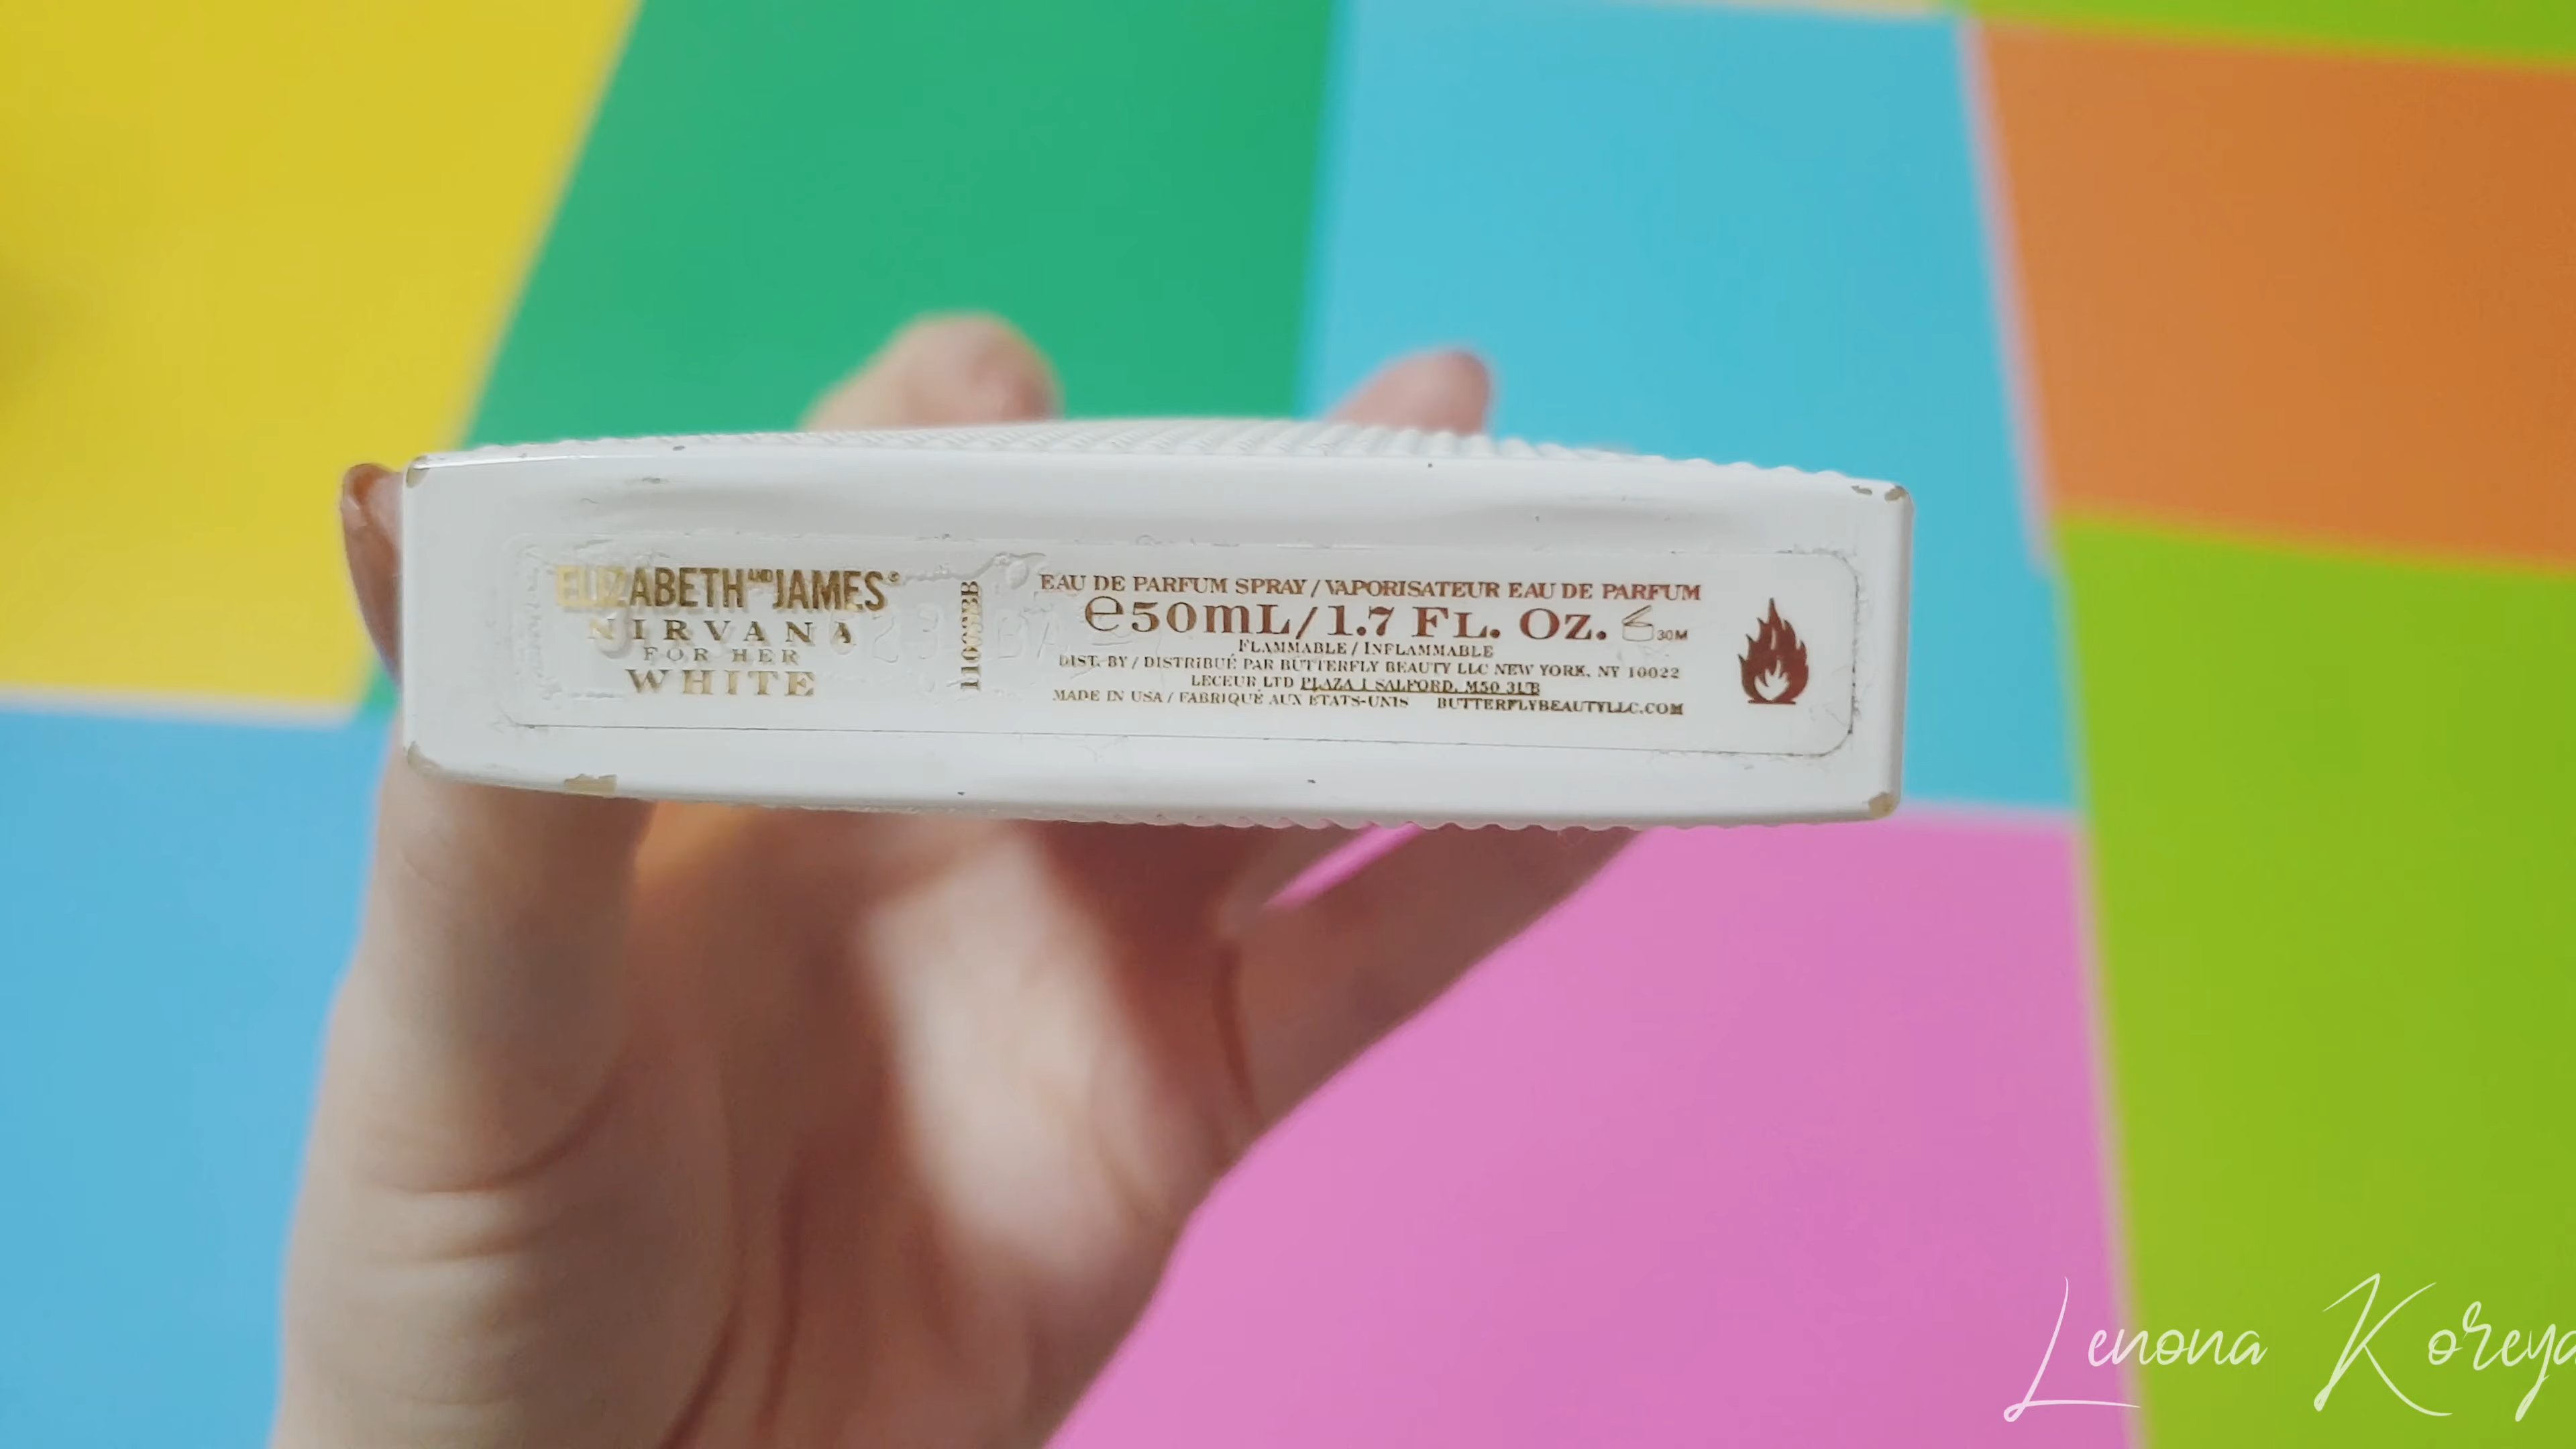 ELIZABETH AND JAMES®
NIRVANA
FOR HER
WHITE
EAU DE PARFUM SPRAY / VAPORISATEUR EAU DE PARFUM
℮50mL/1.7 FL. OZ.
30M
FLAMMABLE / INFLAMMABLE
DIST. BY / DISTRIBUÉ PAR BUTTERFLY BEAUTY LLC NEW YORK, NY 10022
LECEUR LTD PLAZA 1 SALFORD, M50 3UB
MADE IN USA / FABRIQUÉ AUX ETATS-UNIS BUTTERFLYBEAUTYLLC.COM
Lenona Koreya